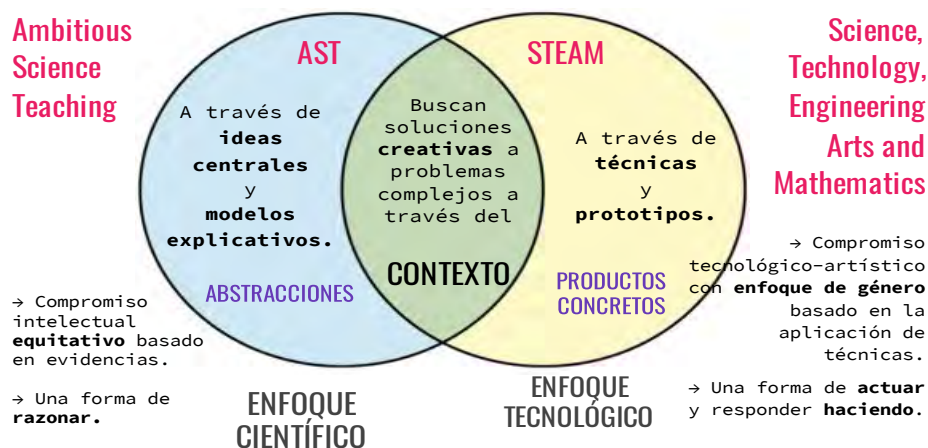 Ambitious
Science
Teaching
AST
A través de
ideas
centrales
y
modelos
explicativos.
ABSTRACCIONES
→ Compromiso
intelectual
equitativo basado
en evidencias.
→ Una forma de
razonar.
ENFOQUE
CIENTÍFICO
Buscan
soluciones
creativas a
problemas
complejos a
través del
CONTEXTO
STEAM
A través de
técnicas
y
prototipos.
PRODUCTOS
CONCRETOS
ENFOQUE
TECNOLÓGICO
Science,
Technology,
Engineering
Arts and
Mathematics
→ Compromiso
tecnológico-artístico
con enfoque de género
basado en la
aplicación de
técnicas.
→ Una forma de actuar
y responder haciendo.